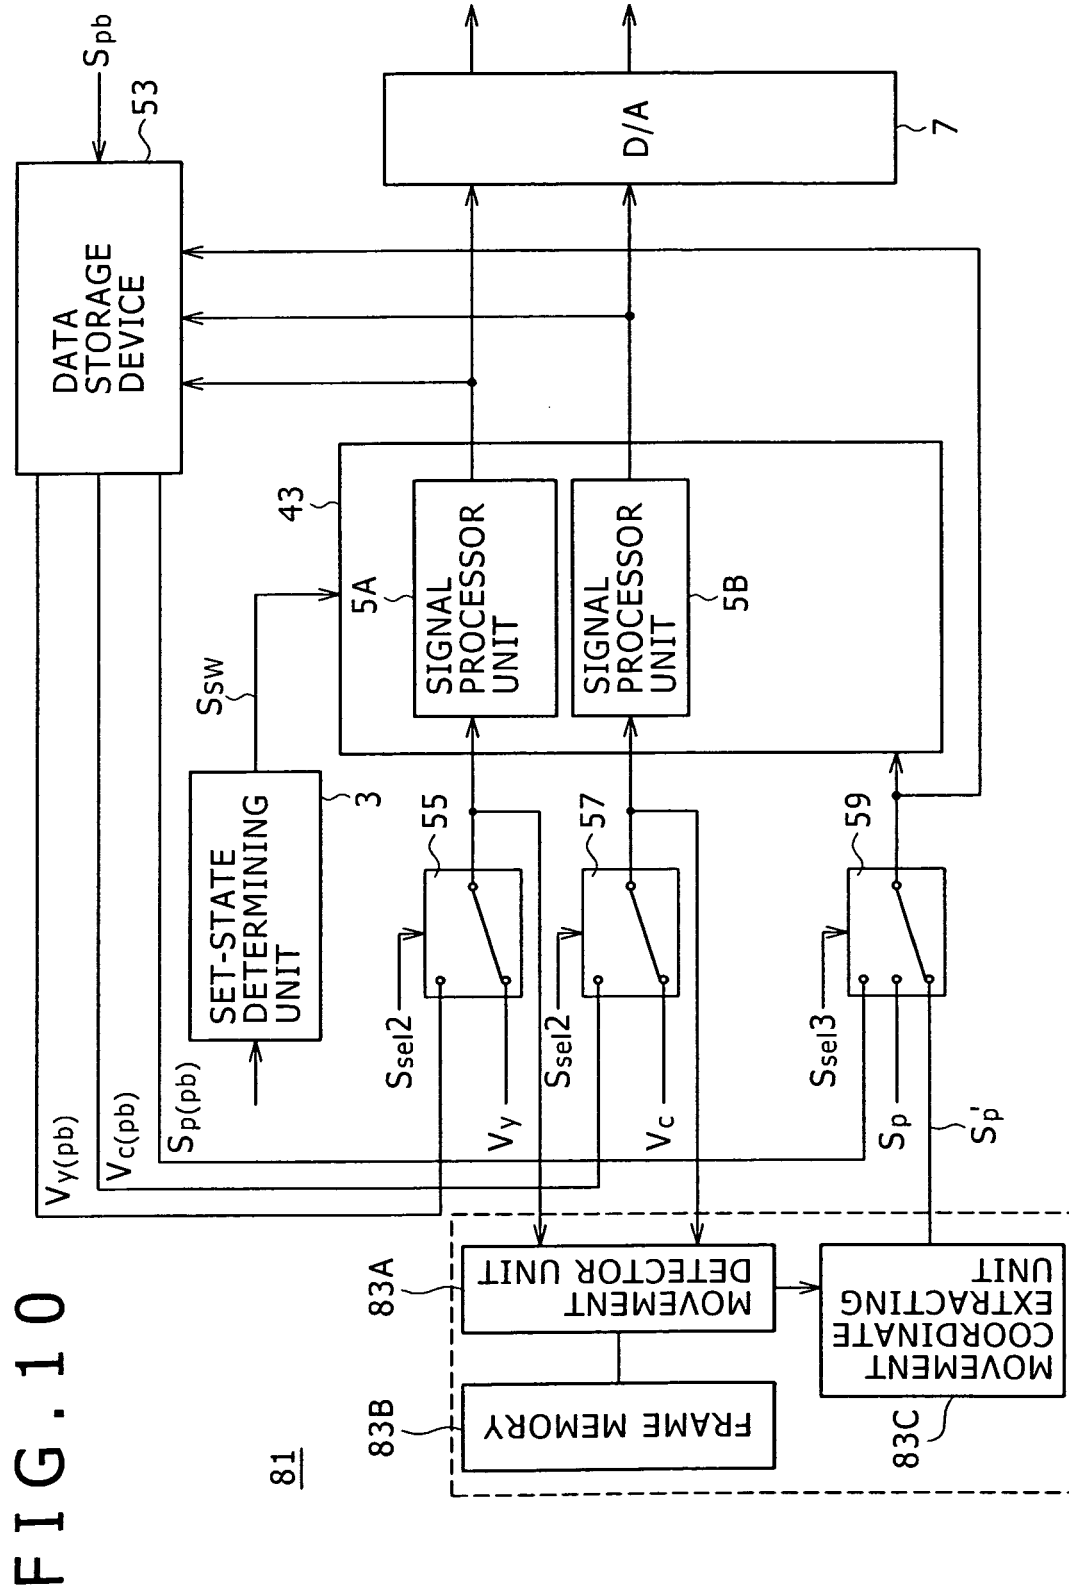 FIG.10
81
Spb
53
DATA
STORAGE
DEVICE
Vy(pb)
Vc(pb)
Sp(pb)
SET-STATE
DETERMINING
UNIT
3
SSW
43
5A
SIGNAL
PROCESSOR
UNIT
5B
SIGNAL
PROCESSOR
UNIT
D/A
7
Ssel2
55
Vy
Ssel2
57
Vc
Ssel3
59
Sp
Sp'
83A
MOVEMENT
DETECTOR UNIT
83B
FRAME MEMORY
83C
MOVEMENT
COORDINATE
EXTRACTING
UNIT